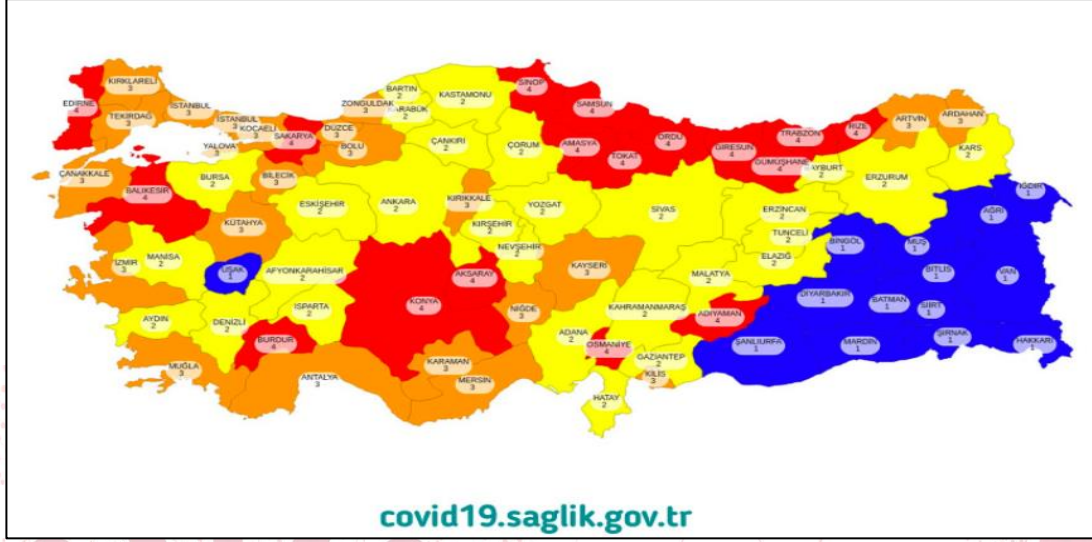 KIRKLARELİ
3
EDİRNE
4
TEKİRDAĞ
3
İSTANBUL
3
İSTANBUL
3
KOCAELİ
3
YALOVA
3
SAKARYA
4
DÜZCE
3
ZONGULDAK
3
BOLU
3
BARTIN
2
KARABÜK
2
KASTAMONU
2
SİNOP
4
SAMSUN
4
ÇANKIRI
2
ÇORUM
2
AMASYA
4
TOKAT
4
ORDU
4
GİRESUN
4
TRABZON
4
GÜMÜŞHANE
4
RİZE
4
ARTVİN
3
ARDAHAN
3
KARS
2
BAYBURT
2
ERZURUM
2
IĞDIR
1
AĞRI
1
ÇANAKKALE
3
BALIKESİR
4
BURSA
2
BİLECİK
3
ESKİŞEHİR
2
ANKARA
2
KIRIKKALE
3
KIRŞEHİR
2
YOZGAT
2
SİVAS
2
ERZİNCAN
2
TUNCELİ
2
BİNGÖL
1
MUŞ
1
BİTLİS
1
VAN
1
KÜTAHYA
3
İZMİR
3
MANİSA
2
UŞAK
1
AFYONKARAHİSAR
2
NEVŞEHİR
2
KAYSERİ
3
MALATYA
2
ELAZIĞ
2
DİYARBAKIR
1
BATMAN
1
SİİRT
1
AYDIN
2
DENİZLİ
2
ISPARTA
2
KONYA
4
AKSARAY
4
NİĞDE
3
KAHRAMANMARAŞ
2
ADIYAMAN
4
BURDUR
4
ADANA
2
OSMANİYE
4
GAZİANTEP
2
ŞANLIURFA
1
MARDİN
1
ŞIRNAK
1
HAKKARİ
1
MUĞLA
3
ANTALYA
3
KARAMAN
3
MERSİN
3
KİLİS
3
HATAY
2
covid19.saglik.gov.tr